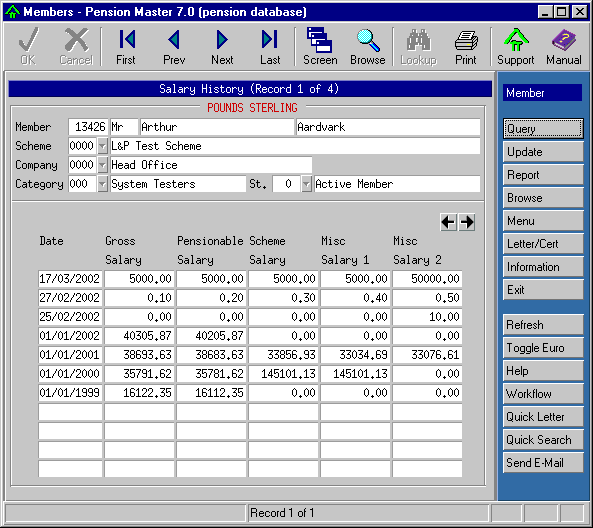 Members - Pension Master 7.0 (pension database)
OK Cancel First Prev Next Last Screen Browse Lookup Print Support Manual
Salary History (Record 1 of 4)
POUNDS STERLING
Member 13426 Mr Arthur Aardvark
Scheme 0000 L&P Test Scheme
Company 0000 Head Office
Category 000 System Testers St. 0 Active Member
Date Gross Pensionable Scheme Misc Misc
Salary Salary Salary Salary 1 Salary 2
17/03/2002 5000.00 5000.00 5000.00 5000.00 50000.00
27/02/2002 0.10 0.20 0.30 0.40 0.50
25/02/2002 0.00 0.00 0.00 0.00 10.00
01/01/2002 40305.87 40205.87 0.00 0.00 0.00
01/01/2001 38693.63 38683.63 33856.93 33034.69 33076.61
01/01/2000 35791.62 35781.62 145101.13 145101.13 0.00
01/01/1999 16122.35 16112.35 0.00 0.00 0.00
Member
Query
Update
Report
Browse
Menu
Letter/Cert
Information
Exit
Refresh
Toggle Euro
Help
Workflow
Quick Letter
Quick Search
Send E-Mail
Record 1 of 1